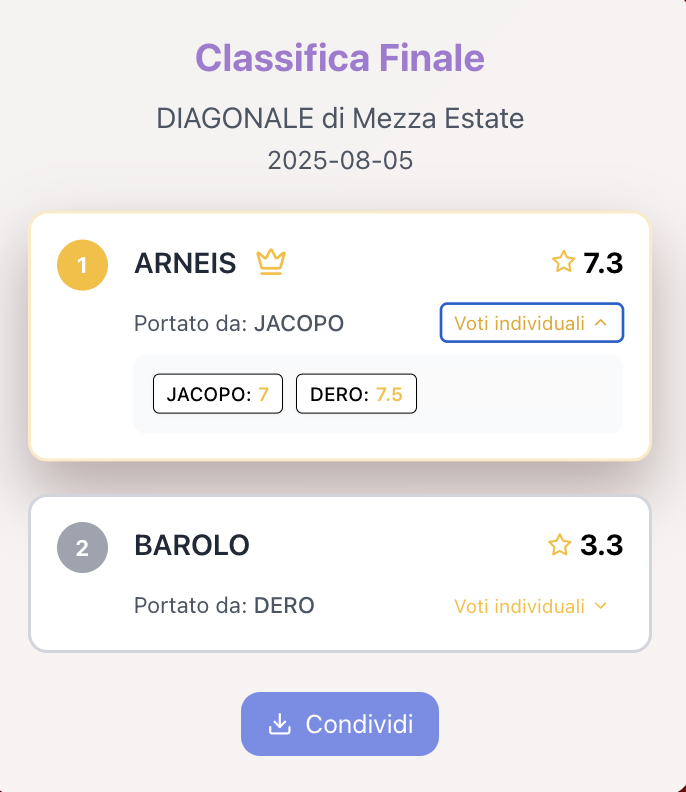 Classifica Finale
DIAGONALE di Mezza Estate
2025-08-05
1 ARNEIS 7.3
Portato da: JACOPO Voti individuali
JACOPO: 7 DERO: 7.5
2 BAROLO 3.3
Portato da: DERO Voti individuali
Condividi